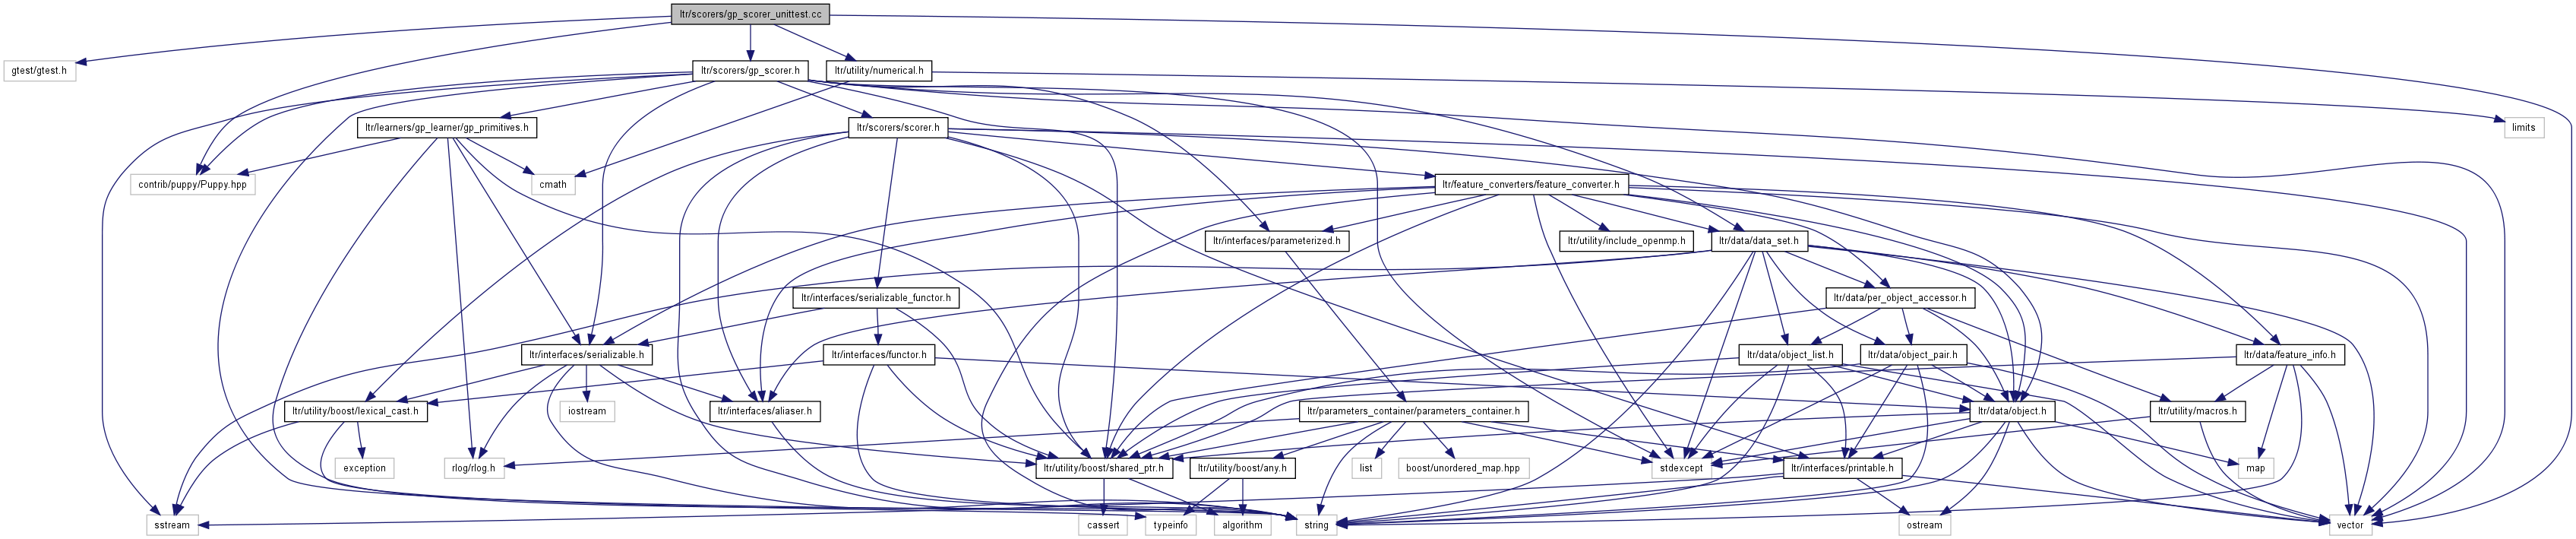 ltr/scorers/gp_scorer_unittest.cc
gtest/gtest.h
ltr/scorers/gp_scorer.h
ltr/utility/numerical.h
ltr/learners/gp_learner/gp_primitives.h
ltr/scorers/scorer.h
limits
contrib/puppy/Puppy.hpp
cmath
ltr/feature_converters/feature_converter.h
ltr/interfaces/parameterized.h
ltr/utility/include_openmp.h
ltr/data/data_set.h
ltr/interfaces/serializable_functor.h
ltr/data/per_object_accessor.h
ltr/interfaces/serializable.h
ltr/interfaces/functor.h
ltr/data/object_list.h
ltr/data/object_pair.h
ltr/data/feature_info.h
ltr/utility/boost/lexical_cast.h
iostream
ltr/interfaces/aliaser.h
ltr/parameters_container/parameters_container.h
ltr/data/object.h
ltr/utility/macros.h
exception
rlog/rlog.h
ltr/utility/boost/shared_ptr.h
ltr/utility/boost/any.h
list
boost/unordered_map.hpp
stdexcept
ltr/interfaces/printable.h
map
sstream
cassert
typeinfo
algorithm
string
ostream
vector